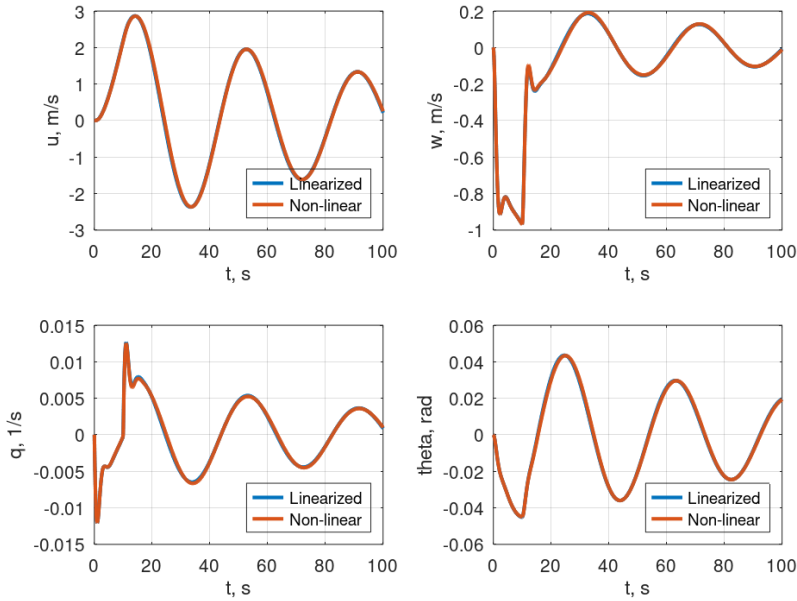 3
2
1
0
-1
-2
-3
u, m/s
Linearized
Non-linear
0 20 40 60 80 100
t, s
0.2
0
-0.2
-0.4
-0.6
-0.8
-1
w, m/s
Linearized
Non-linear
0 20 40 60 80 100
t, s
0.015
0.01
0.005
0
-0.005
-0.01
-0.015
q, 1/s
Linearized
Non-linear
0 20 40 60 80 100
t, s
0.06
0.04
0.02
0
-0.02
-0.04
-0.06
theta, rad
Linearized
Non-linear
0 20 40 60 80 100
t, s